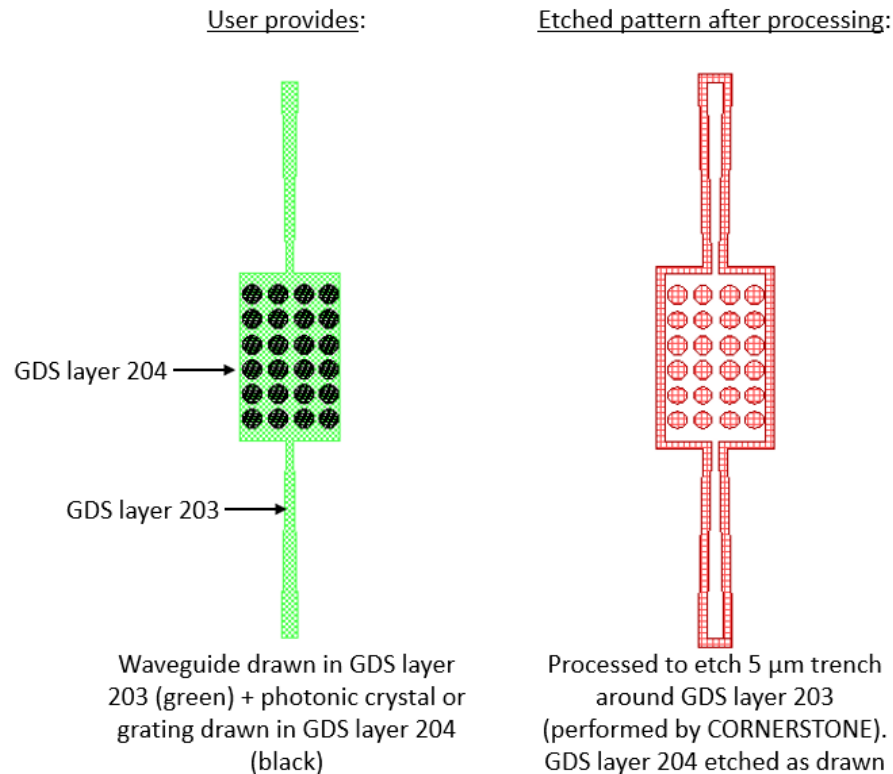 User provides:
Etched pattern after processing:
GDS layer 204
GDS layer 203
Waveguide drawn in GDS layer
203 (green) + photonic crystal or
grating drawn in GDS layer 204
(black)
Processed to etch 5 µm trench
around GDS layer 203
(performed by CORNERSTONE).
GDS layer 204 etched as drawn